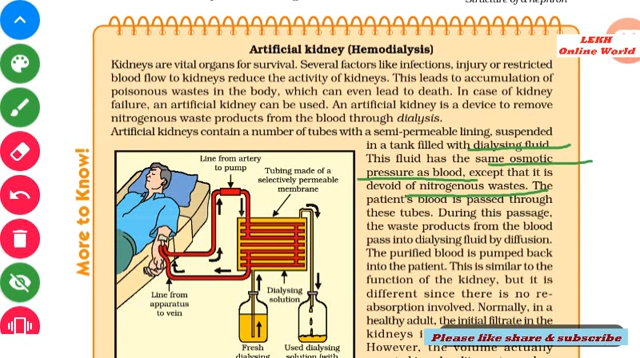 Structure of a nephron
LEKH
Online World
Artificial kidney (Hemodialysis)
Kidneys are vital organs for survival. Several factors like infections, injury or restricted
blood flow to kidneys reduce the activity of kidneys. This leads to accumulation of
poisonous wastes in the body, which can even lead to death. In case of kidney
failure, an artificial kidney can be used. An artificial kidney is a device to remove
nitrogenous waste products from the blood through dialysis.
Artificial kidneys contain a number of tubes with a semi-permeable lining, suspended
in a tank filled with dialysing fluid.
This fluid has the same osmotic
pressure as blood, except that it is
devoid of nitrogenous wastes. The
patient's blood is passed through
these tubes. During this passage,
the waste products from the blood
pass into dialysing fluid by diffusion.
The purified blood is pumped back
into the patient. This is similar to the
function of the kidney, but it is
different since there is no re-
absorption involved. Normally, in a
healthy adult, the initial filtrate in the
kidneys
However, the volume actually
More to Know!
Line from artery
to pump
Tubing made of a
selectively permeable
membrane
Line from
apparatus
to vein
Dialysing
solution
Fresh
dialysing
Used dialysing
solution (with
Please like share & subscribe